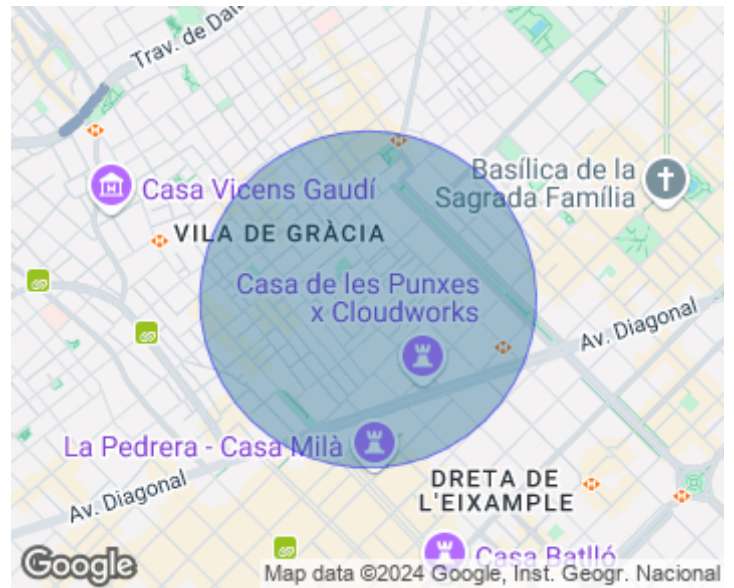 Trav. de Dalt
Basílica de la
Sagrada Família
Casa Vicens Gaudí
VILA DE GRÀCIA
Casa de les Punxes
x Cloudworks
Av. Diagonal
La Pedrera - Casa Milà
DRETA DE
L'EIXAMPLE
Av. Diagonal
Casa Batlló
Google
Map data ©2024 Google, Inst. Geogr. Nacional